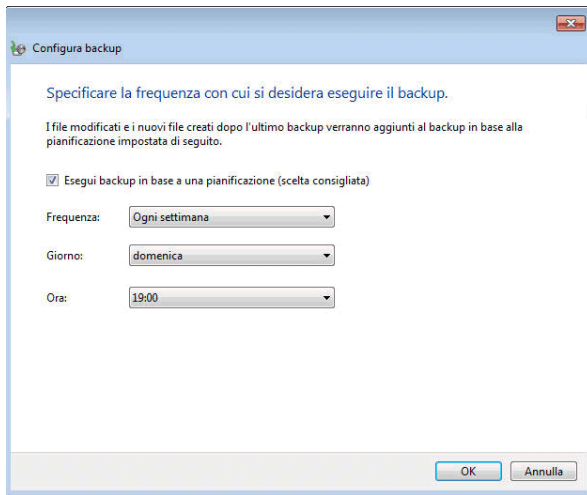 Configura backup
Specificare la frequenza con cui si desidera eseguire il backup.
I file modificati e i nuovi file creati dopo l'ultimo backup verranno aggiunti al backup in base alla
pianificazione impostata di seguito.
Esegui backup in base a una pianificazione (scelta consigliata)
Frequenza: Ogni settimana
Giorno: domenica
Ora: 19:00
OK Annulla